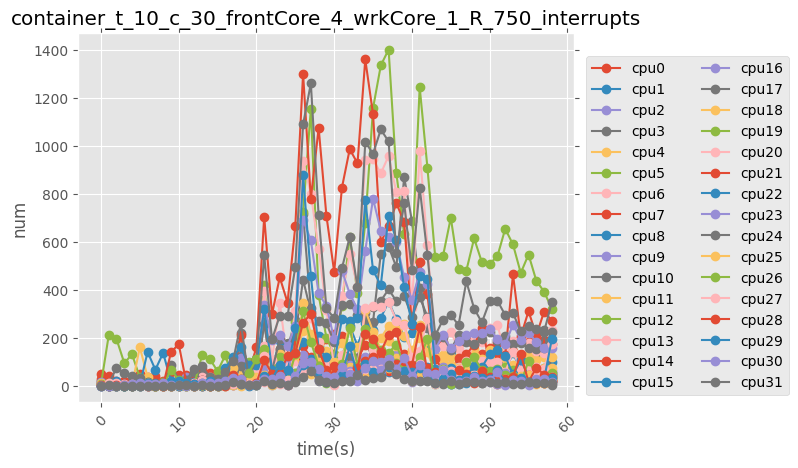 container_t_10_c_30_frontCore_4_wrkCore_1_R_750_interrupts
1400
1200
1000
800
600
400
200
0
num
0
10
20
30
40
50
60
time(s)
cpu0
cpu1
cpu2
cpu3
cpu4
cpu5
cpu6
cpu7
cpu8
cpu9
cpu10
cpu11
cpu12
cpu13
cpu14
cpu15
cpu16
cpu17
cpu18
cpu19
cpu20
cpu21
cpu22
cpu23
cpu24
cpu25
cpu26
cpu27
cpu28
cpu29
cpu30
cpu31